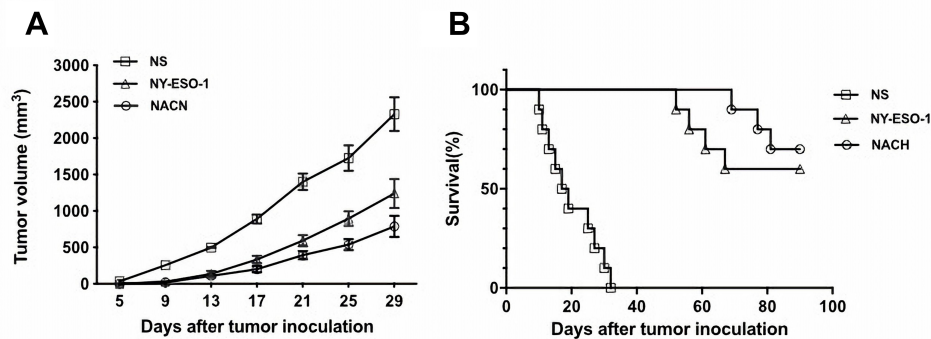 A
NS
NY-ESO-1
NACN
Tumor volume (mm³)
3000
2500
2000
1500
1000
500
0
5 9 13 17 21 25 29
Days after tumor inoculation
B
NS
NY-ESO-1
NACH
Survival(%)
100
50
0
0 20 40 60 80 100
Days after tumor inoculation